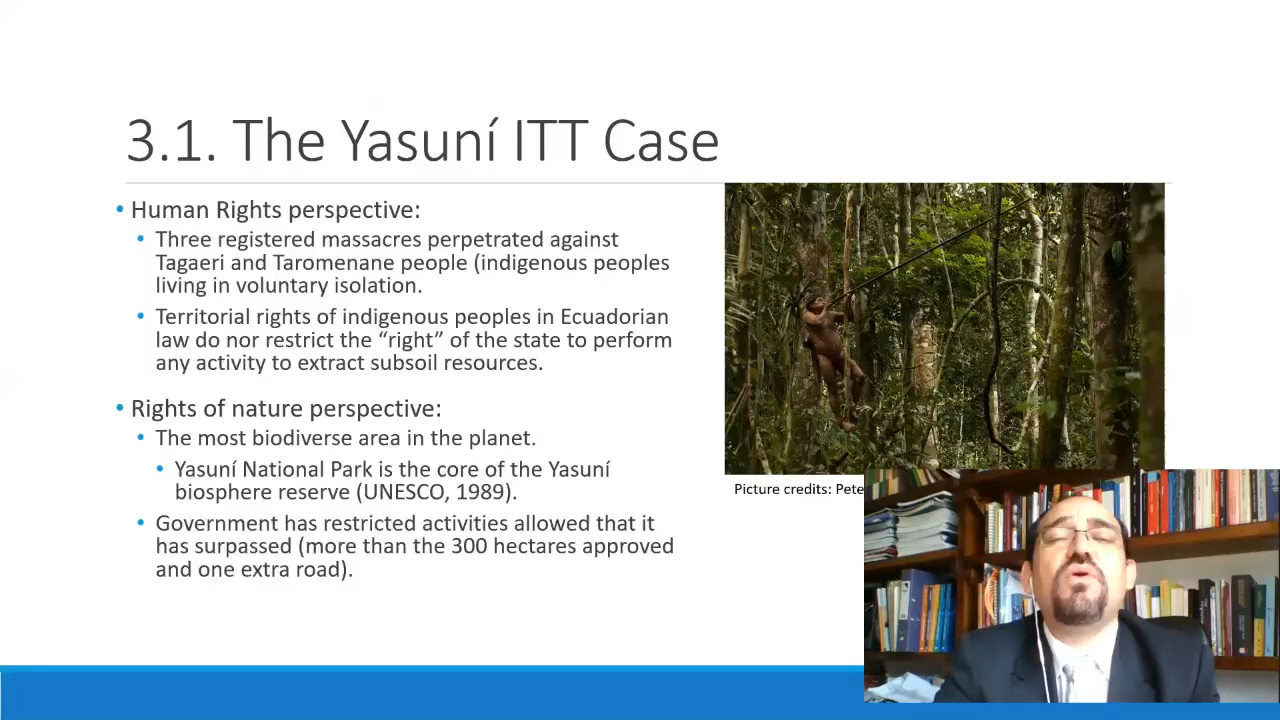 3.1. The Yasuní ITT Case
• Human Rights perspective:
• Three registered massacres perpetrated against
Tagaeri and Taromenane people (indigenous peoples
living in voluntary isolation.
• Territorial rights of indigenous peoples in Ecuadorian
law do nor restrict the “right” of the state to perform
any activity to extract subsoil resources.
• Rights of nature perspective:
• The most biodiverse area in the planet.
• Yasuní National Park is the core of the Yasuní
biosphere reserve (UNESCO, 1989).
• Government has restricted activities allowed that it
has surpassed (more than the 300 hectares approved
and one extra road).
Picture credits: Pete